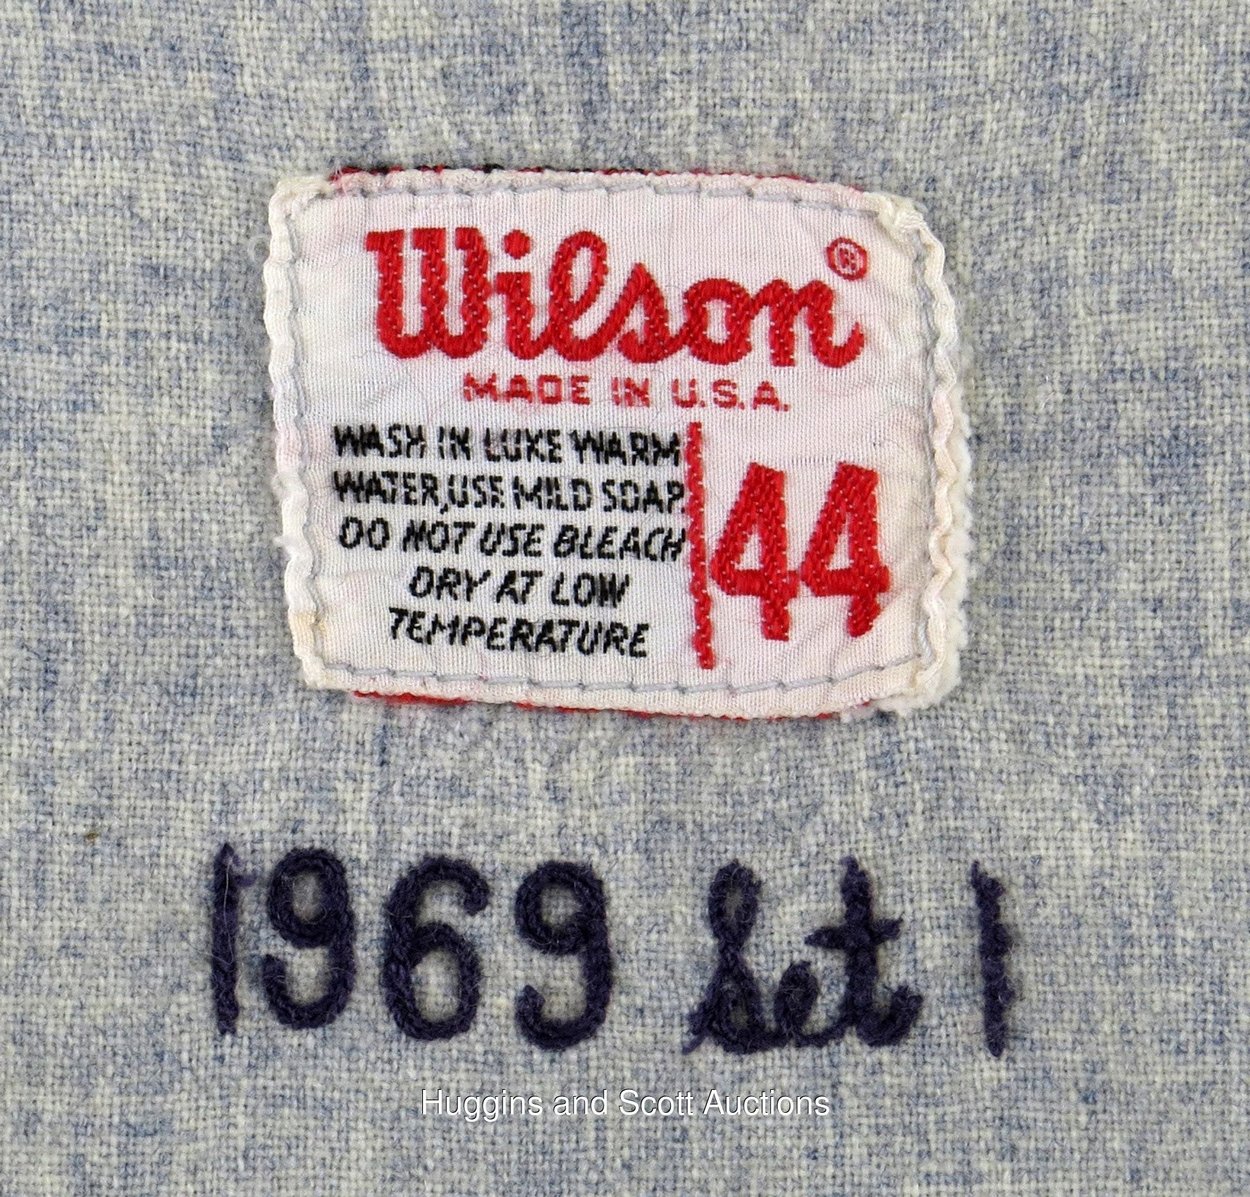 Wilson®
MADE IN U.S.A.
WASH IN LUKE WARM
WATER, USE MILD SOAP.
DO NOT USE BLEACH
DRY AT LOW
TEMPERATURE
44
1969 Set 1
Huggins and Scott Auctions